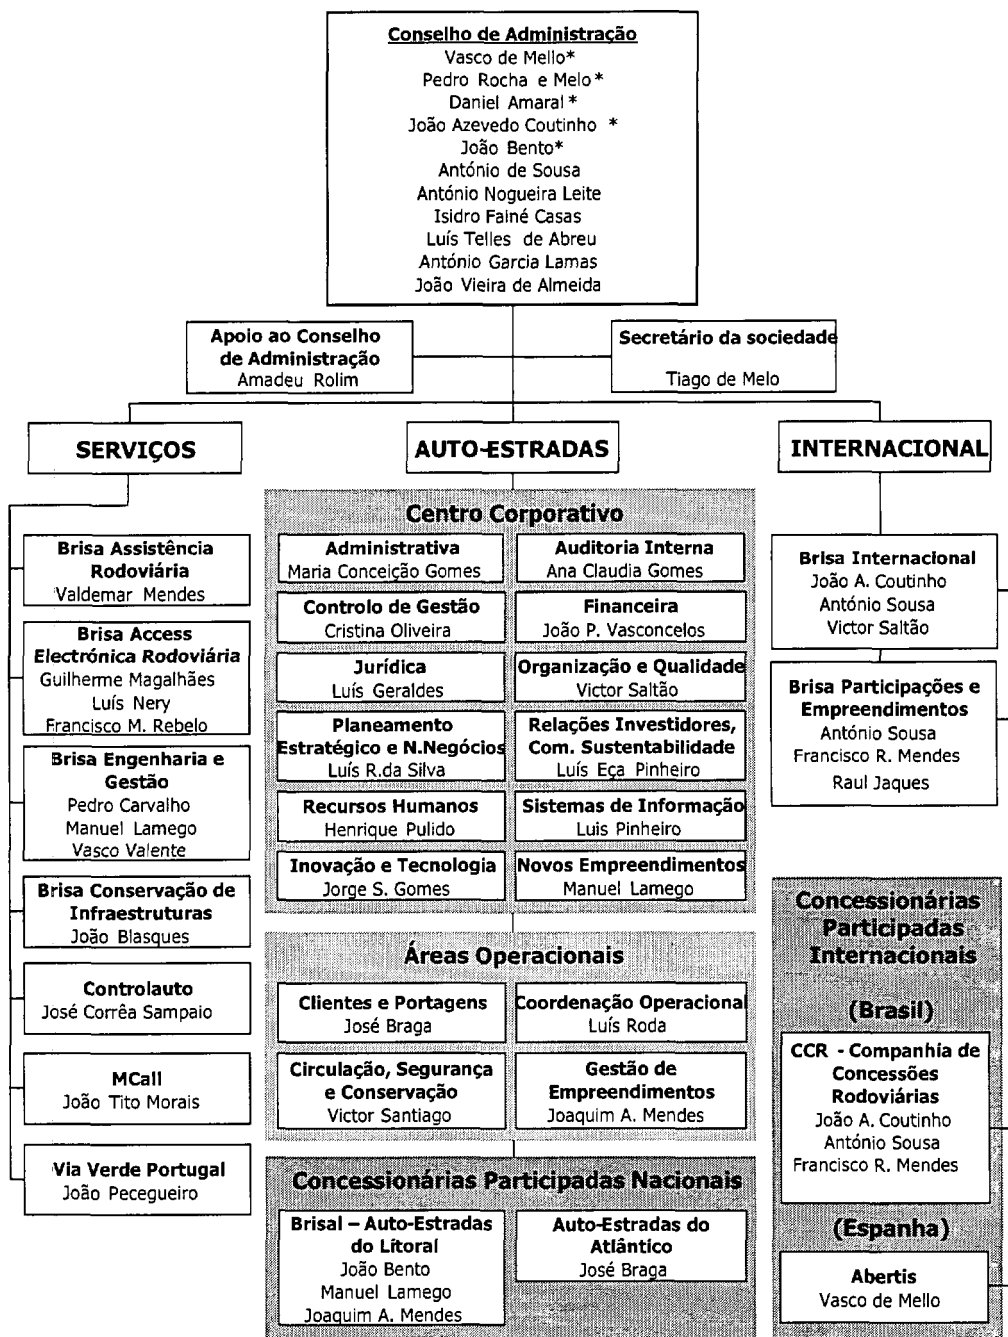 Conselho de Administração
Vasco de Mello*
Pedro Rocha e Melo*
Daniel Amaral*
João Azevedo Coutinho *
João Bento*
António de Sousa
António Nogueira Leite
Isidro Fainé Casas
Luís Telles de Abreu
António Garcia Lamas
João Vieira de Almeida
Apoio ao Conselho
de Administração
Amadeu Rolim
Secretário da sociedade
Tiago de Melo
SERVIÇOS
Brisa Assistência
Rodoviária
Valdemar Mendes
Brisa Access
Electrónica Rodoviária
Guilherme Magalhães
Luís Nery
Francisco M. Rebelo
Brisa Engenharia e
Gestão
Pedro Carvalho
Manuel Lamego
Vasco Valente
Brisa Conservação de
Infraestruturas
João Blasques
Controlauto
José Corrêa Sampaio
MCall
João Tito Morais
Via Verde Portugal
João Pecegueiro
AUTO-ESTRADAS
Centro Corporativo
Administrativa
Maria Conceição Gomes
Auditoria Interna
Ana Claudia Gomes
Controlo de Gestão
Cristina Oliveira
Financeira
João P. Vasconcelos
Jurídica
Luís Geraldes
Organização e Qualidade
Victor Saltão
Planeamento
Estratégico e N.Negócios
Luís R.da Silva
Relações Investidores,
Com. Sustentabilidade
Luís Eça Pinheiro
Recursos Humanos
Henrique Pulido
Sistemas de Informação
Luis Pinheiro
Inovação e Tecnologia
Jorge S. Gomes
Novos Empreendimentos
Manuel Lamego
Áreas Operacionais
Clientes e Portagens
José Braga
Coordenação Operacional
Luís Roda
Circulação, Segurança
e Conservação
Victor Santiago
Gestão de
Empreendimentos
Joaquim A. Mendes
Concessionárias Participadas Nacionais
Brisal – Auto-Estradas
do Litoral
João Bento
Manuel Lamego
Joaquim A. Mendes
Auto-Estradas do
Atlântico
José Braga
INTERNACIONAL
Brisa Internacional
João A. Coutinho
António Sousa
Victor Saltão
Brisa Participações e
Empreendimentos
António Sousa
Francisco R. Mendes
Raul Jaques
Concessionárias
Participadas
Internacionais
(Brasil)
CCR - Companhia de
Concessões
Rodoviárias
João A. Coutinho
António Sousa
Francisco R. Mendes
(Espanha)
Abertis
Vasco de Mello